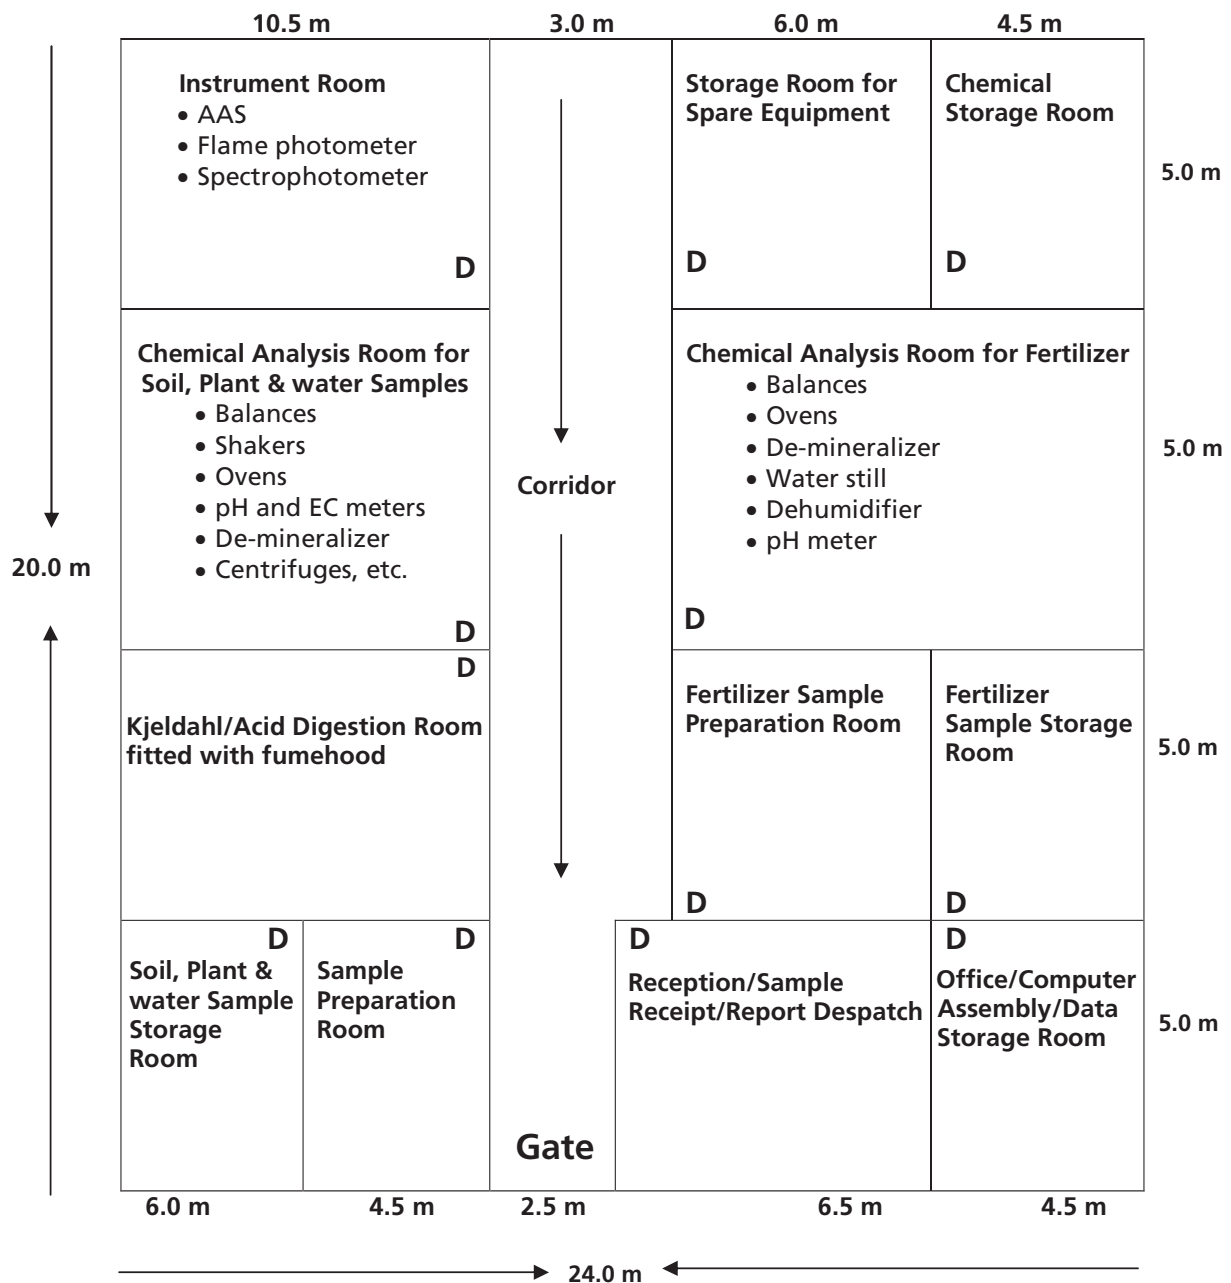 10.5 m 3.0 m 6.0 m 4.5 m
Instrument Room
• AAS
• Flame photometer
• Spectrophotometer
D
Storage Room for
Spare Equipment
D
Chemical
Storage Room
D
5.0 m
Chemical Analysis Room for
Soil, Plant & water Samples
• Balances
• Shakers
• Ovens
• pH and EC meters
• De-mineralizer
• Centrifuges, etc.
D
Corridor
Chemical Analysis Room for Fertilizer
• Balances
• Ovens
• De-mineralizer
• Water still
• Dehumidifier
• pH meter
D
5.0 m
20.0 m
D
Kjeldahl/Acid Digestion Room
fitted with fumehood
Fertilizer Sample
Preparation Room
D
Fertilizer
Sample Storage
Room
D
5.0 m
D
Soil, Plant &
water Sample
Storage
Room
D
Sample
Preparation
Room
Gate
D
Reception/Sample
Receipt/Report Despatch
D
Office/Computer
Assembly/Data
Storage Room
5.0 m
6.0 m 4.5 m 2.5 m 6.5 m 4.5 m
24.0 m